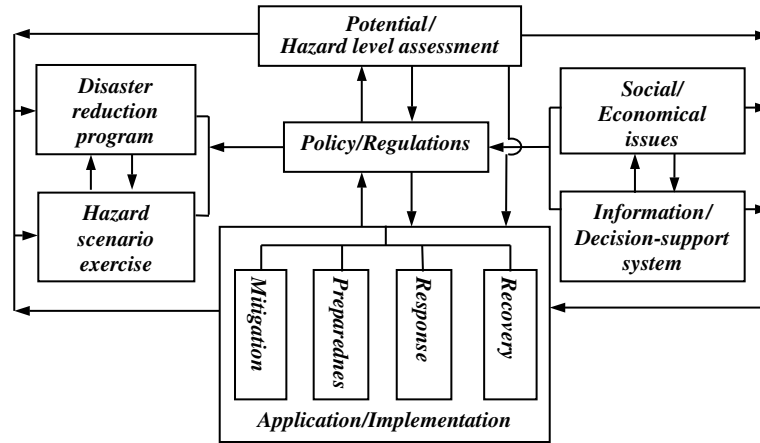 Potential/
Hazard level assessment
Disaster
reduction
program
Policy/Regulations
Social/
Economical
issues
Hazard
scenario
exercise
Information/
Decision-support
system
Mitigation
Preparednes
Response
Recovery
Application/Implementation